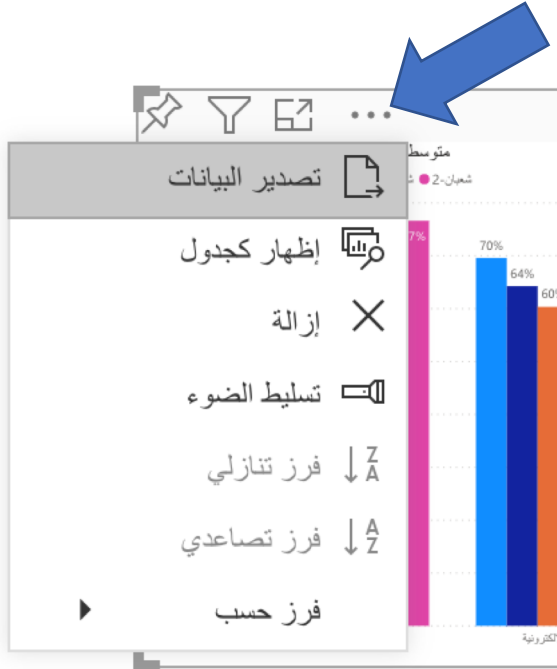 متوسط
شعبان-2
تصدير البيانات
7%
إظهار كجدول
70%
64%
60%
إزالة
تسليط الضوء
Z
A
فرز تنازلي
A
Z
فرز تصاعدي
فرز حسب